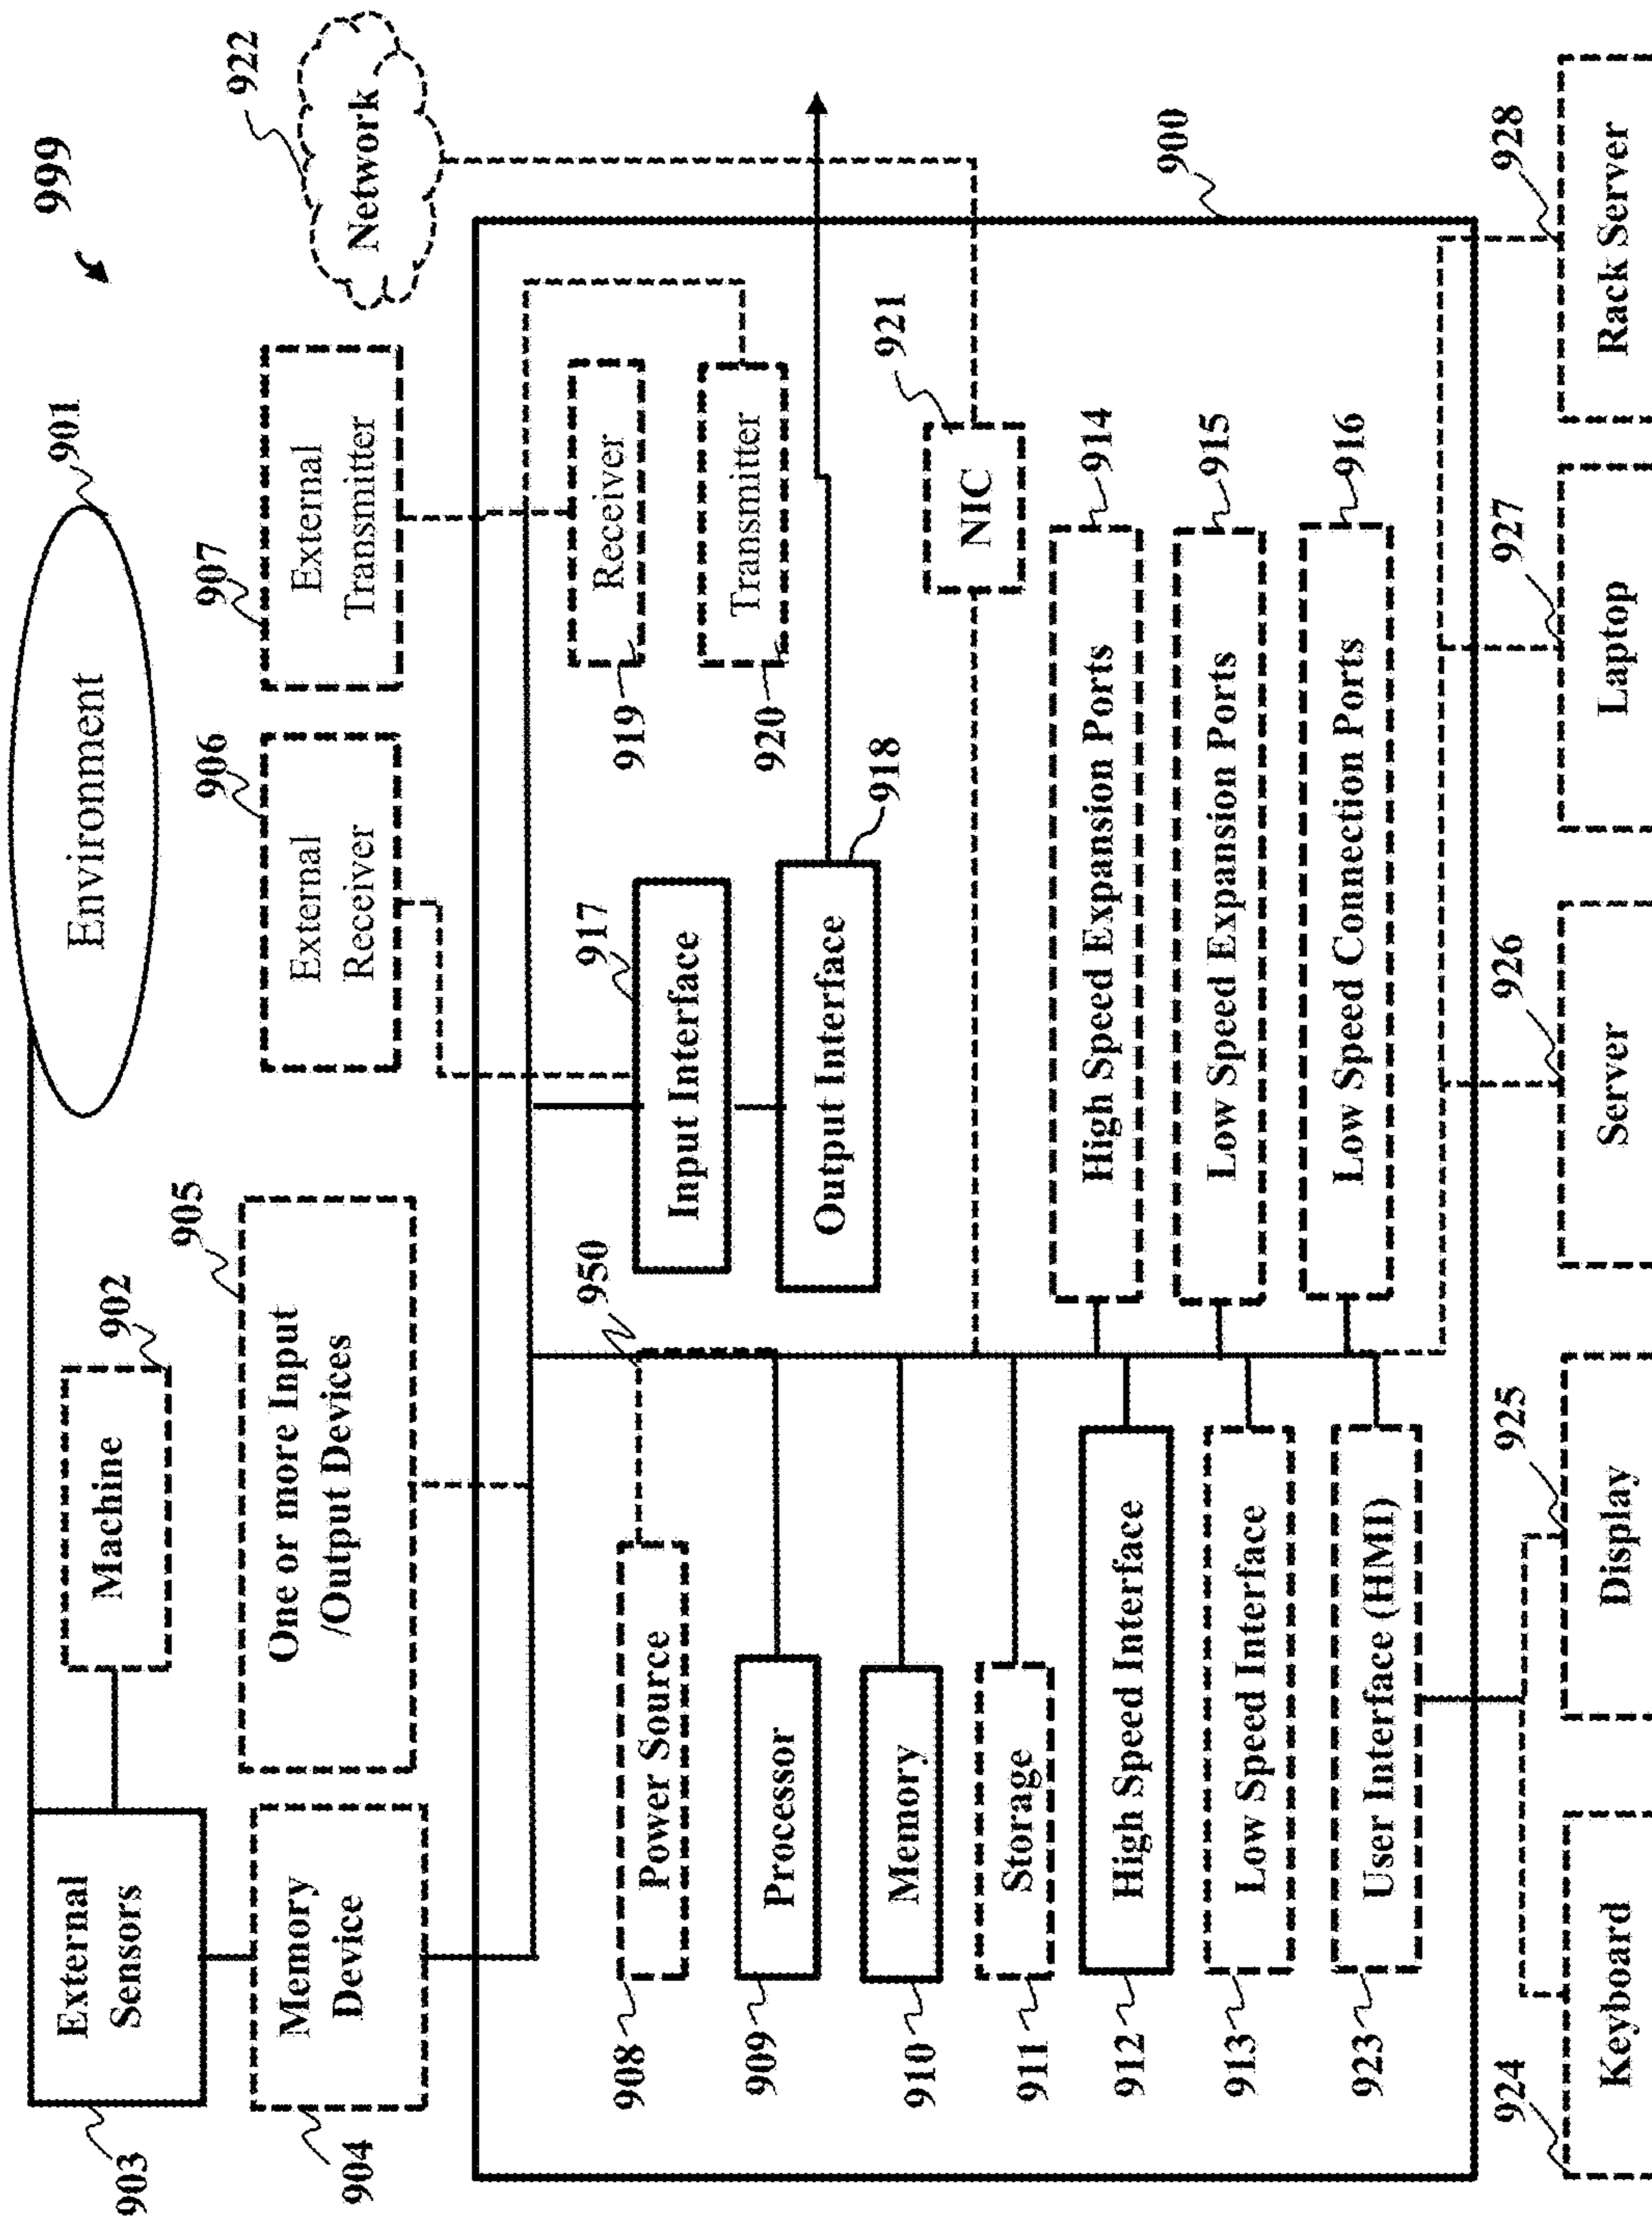 999
Environment
901
Machine
902
External
Sensors
903
Memory
Device
904
One or more Input
/Output Devices
905
External
Receiver
906
External
Transmitter
907
Network
922
950
Power Source
908
Processor
909
Memory
910
Storage
911
High Speed Interface
912
Low Speed Interface
913
User Interface (HMI)
923
Input Interface
917
Output Interface
918
Receiver
919
Transmitter
920
NIC
921
High Speed Expansion Ports
914
Low Speed Expansion Ports
915
Low Speed Connection Ports
916
900
Keyboard
924
Display
925
Server
926
Laptop
927
Rack Server
928